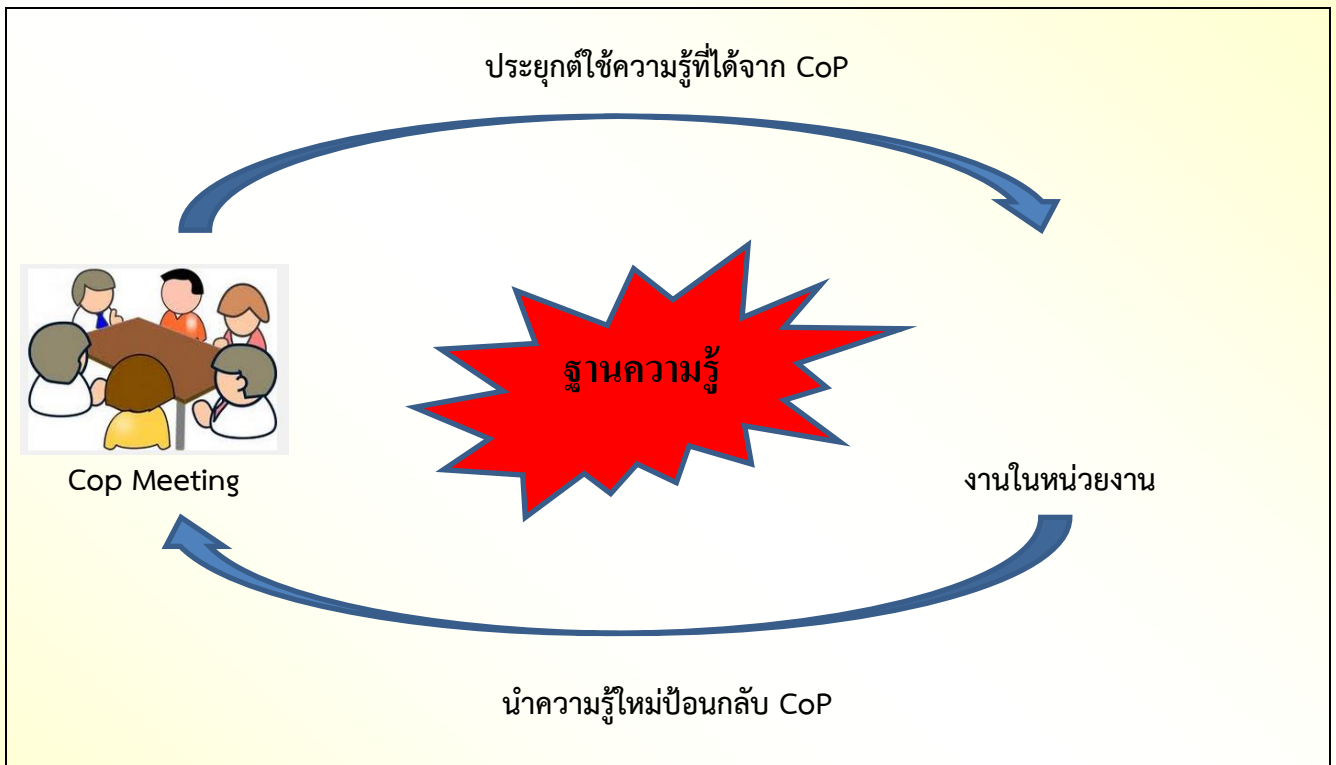 ประยุกต์ใช้ความรู้ที่ได้จาก CoP
ฐานความรู้
Cop Meeting
งานในหน่วยงาน
นำความรู้ใหม่ป้อนกลับ CoP